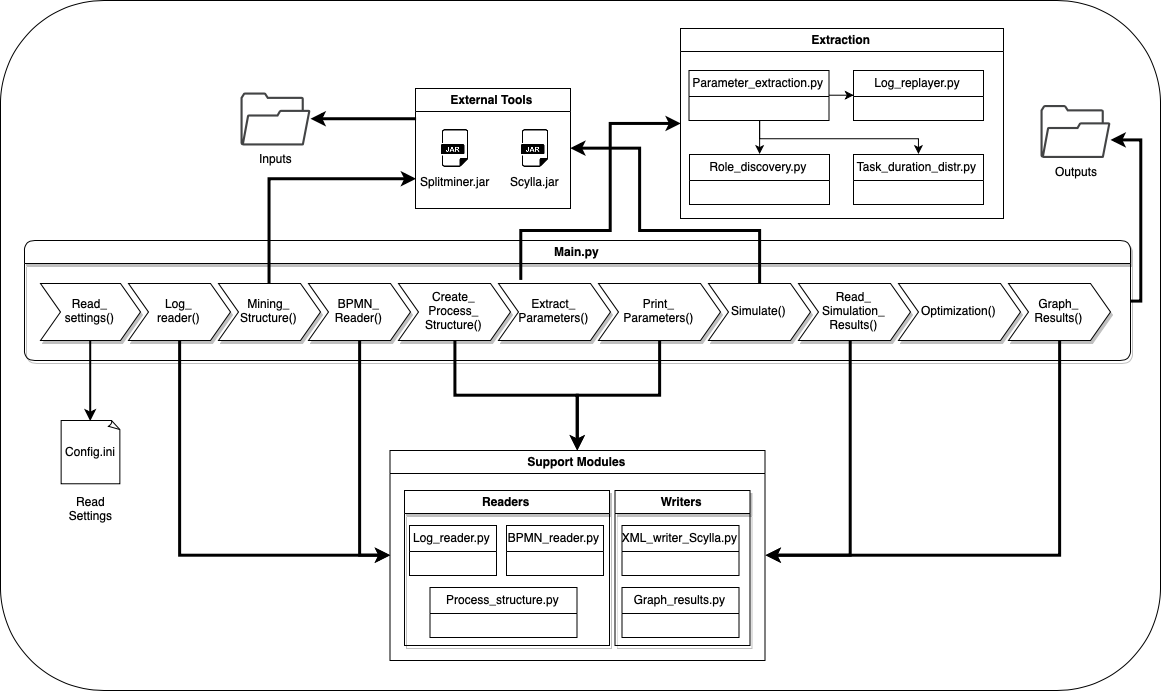 Extraction
Parameter_extraction.py
Log_replayer.py
Role_discovery.py
Task_duration_distr.py
External Tools
JAR
JAR
Splitminer.jar
Scylla.jar
Inputs
Outputs
Main.py
Read_
settings()
Log_
reader()
Mining_
Structure()
BPMN_
Reader()
Create_
Process_
Structure()
Extract_
Parameters()
Print_
Parameters()
Simulate()
Read_
Simulation_
Results()
Optimization()
Graph_
Results()
Config.ini
Read
Settings
Support Modules
Readers
Writers
Log_reader.py
BPMN_reader.py
XML_writer_Scylla.py
Process_structure.py
Graph_results.py